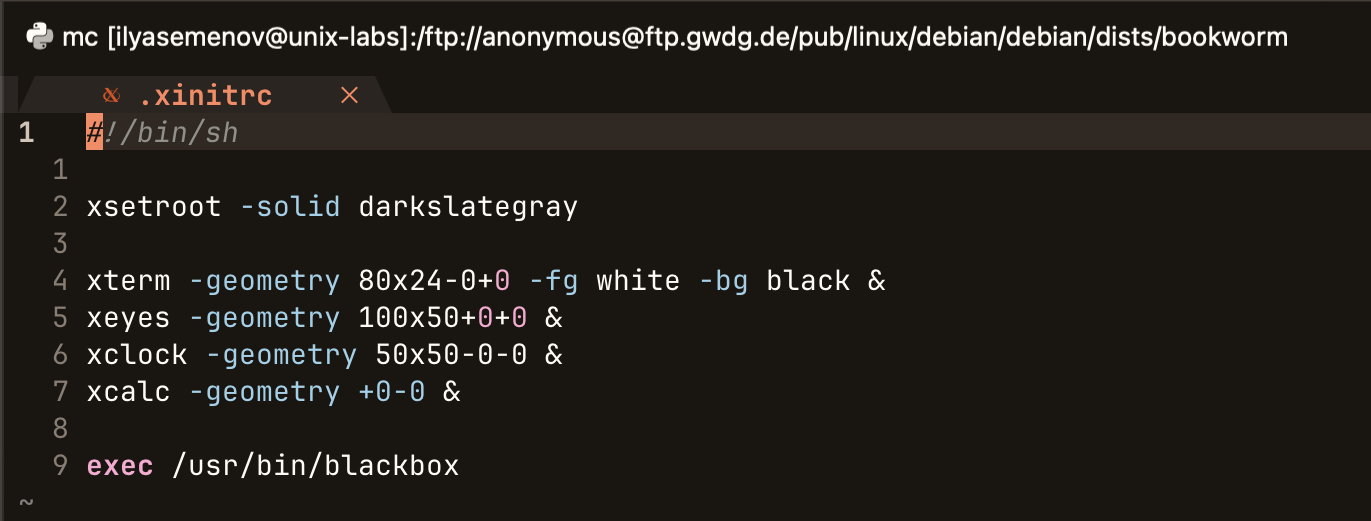 mc [ilyasemenov@unix-labs]:/ftp://anonymous@ftp.gwdg.de/pub/linux/debian/debian/dists/bookworm
.xinitrc ×
1 #!/bin/sh
1
2 xsetroot -solid darkslategray
3
4 xterm -geometry 80x24-0+0 -fg white -bg black &
5 xeyes -geometry 100x50+0+0 &
6 xclock -geometry 50x50-0-0 &
7 xcalc -geometry +0-0 &
8
9 exec /usr/bin/blackbox
~